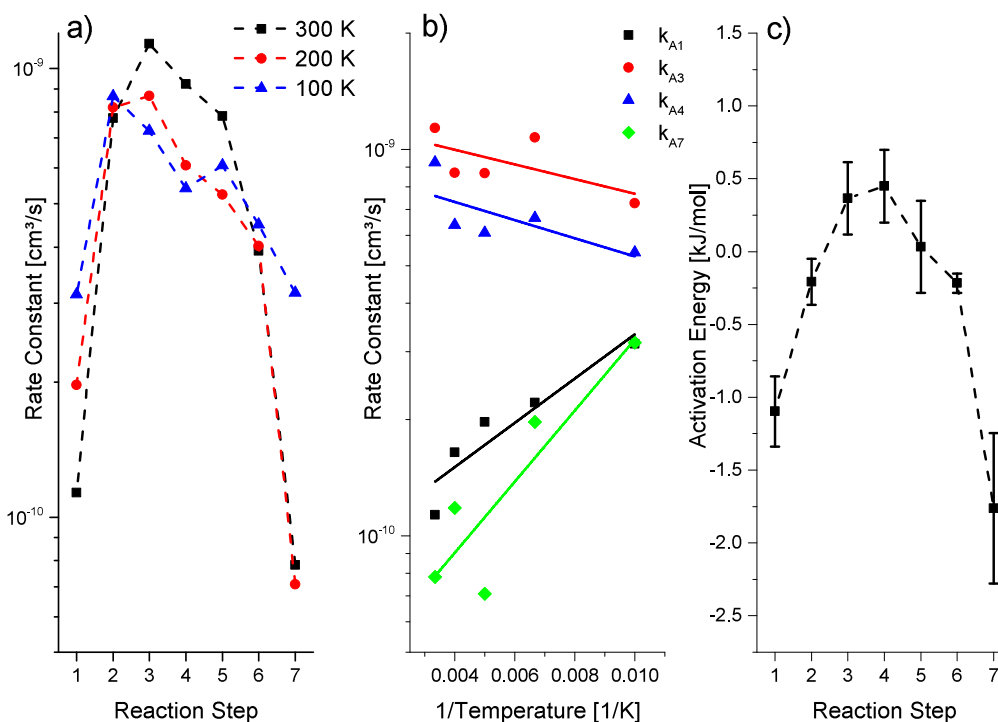 a)
300 K
200 K
100 K
Rate Constant [cm³/s]
10⁻⁹
10⁻¹⁰
1 2 3 4 5 6 7
Reaction Step
b)
k_A1
k_A3
k_A4
k_A7
Rate Constant [cm³/s]
10⁻⁹
10⁻¹⁰
0.004 0.006 0.008 0.010
1/Temperature [1/K]
c)
Activation Energy [kJ/mol]
1.5
1.0
0.5
0.0
-0.5
-1.0
-1.5
-2.0
-2.5
1 2 3 4 5 6 7
Reaction Step